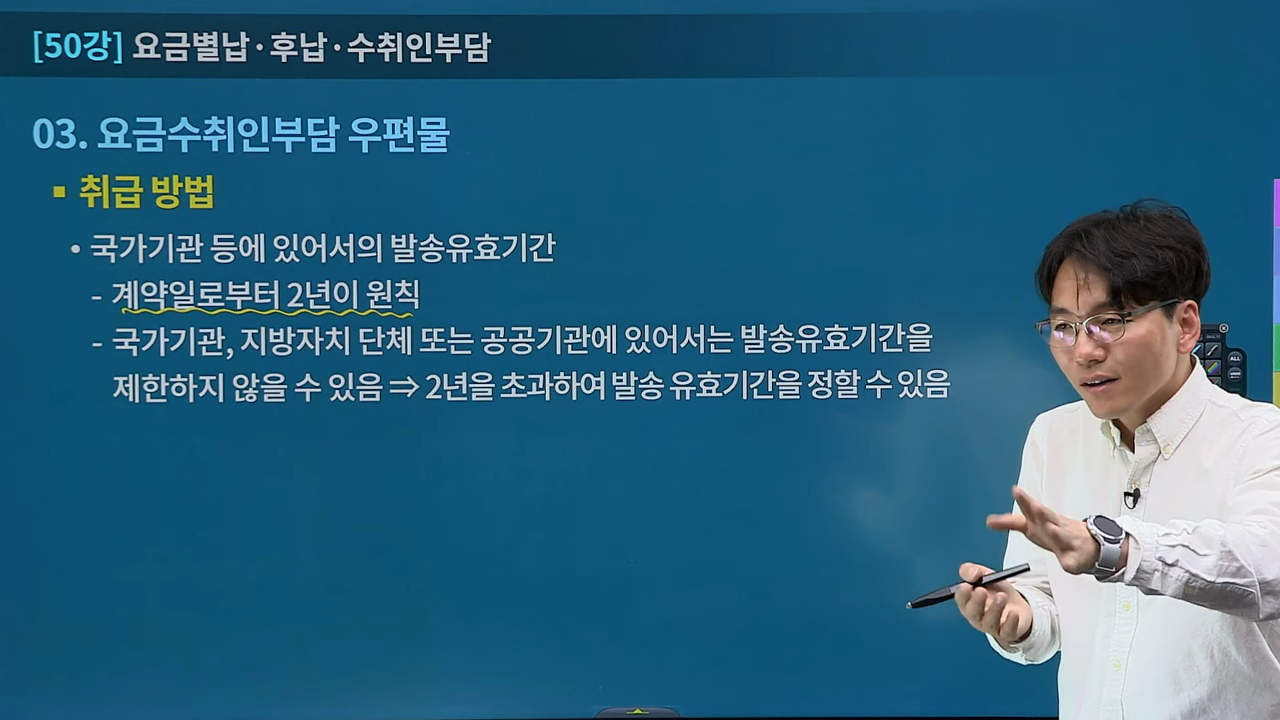 [50강] 요금별납·후납·수취인부담
03. 요금수취인부담 우편물
▪ 취급 방법
• 국가기관 등에 있어서의 발송유효기간
- 계약일로부터 2년이 원칙
- 국가기관, 지방자치 단체 또는 공공기관에 있어서는 발송유효기간을
제한하지 않을 수 있음 ⇒ 2년을 초과하여 발송 유효기간을 정할 수 있음
ALL